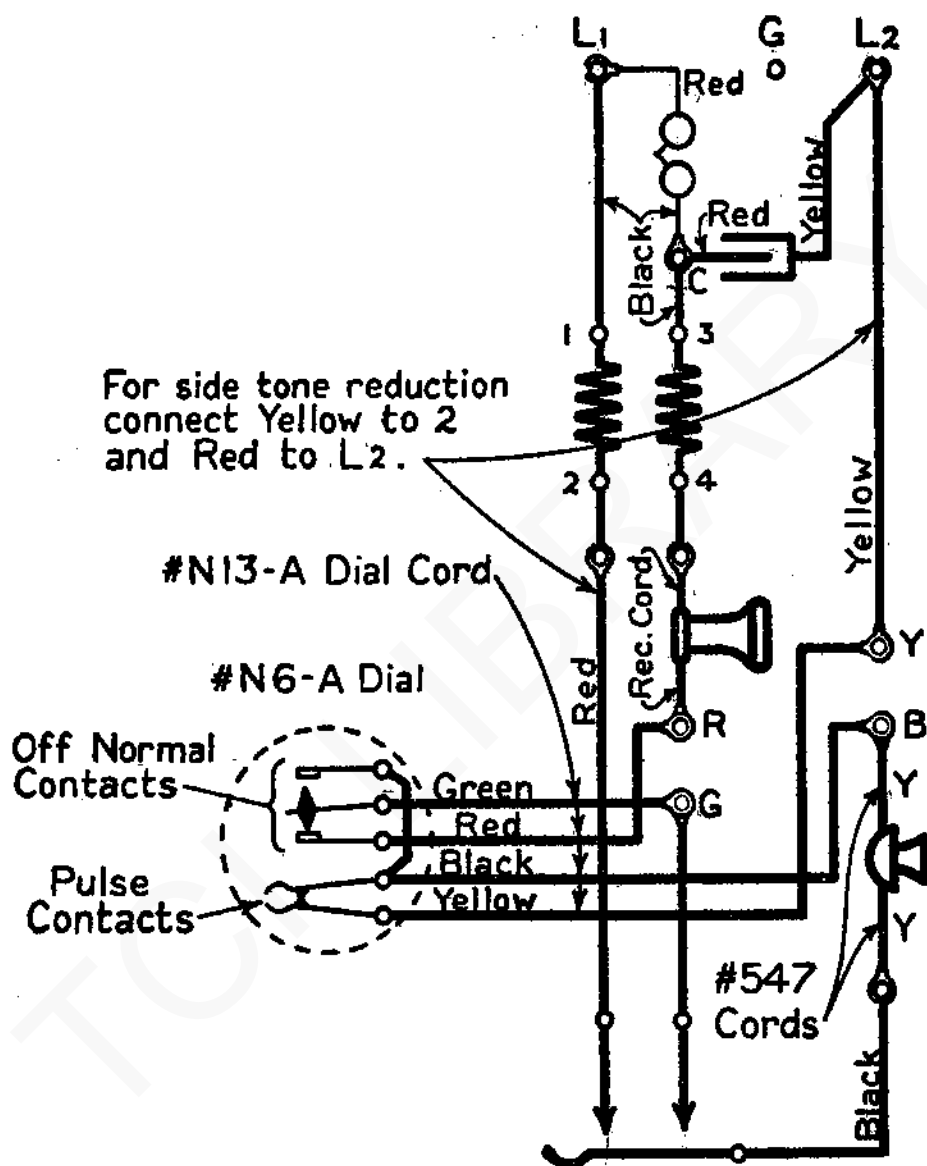 L1 G L2
Red
Yellow
Red
Black
C
1 3
For side tone reduction
connect Yellow to 2
and Red to L2.
2 4
Yellow
#N13-A Dial Cord
Rec. Cord
Red
#N6-A Dial
Y
R B
Off Normal
Contacts
Green
G
Y
Red
Black
Pulse
Contacts
Yellow
Y
#547
Cords
Black
TCI LIBRARY